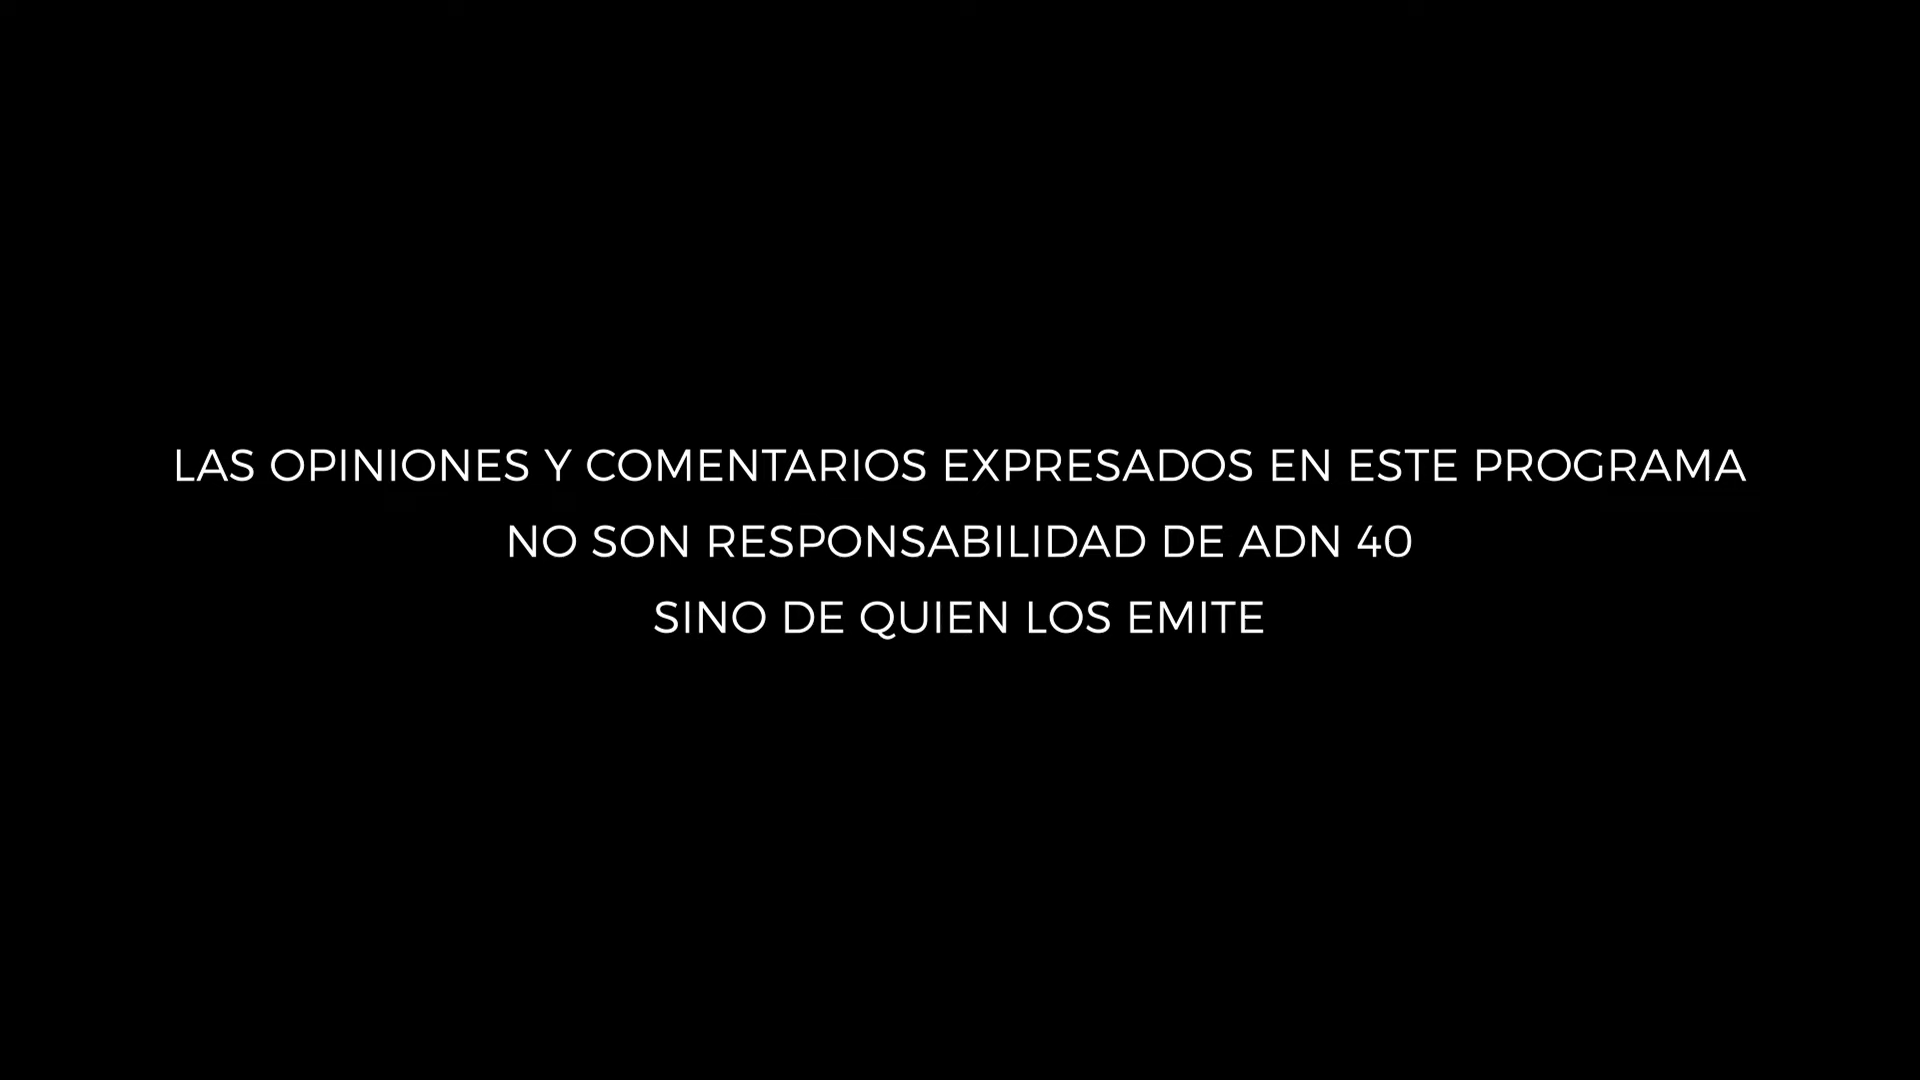 LAS OPINIONES Y COMENTARIOS EXPRESADOS EN ESTE PROGRAMA
NO SON RESPONSABILIDAD DE ADN 40
SINO DE QUIEN LOS EMITE